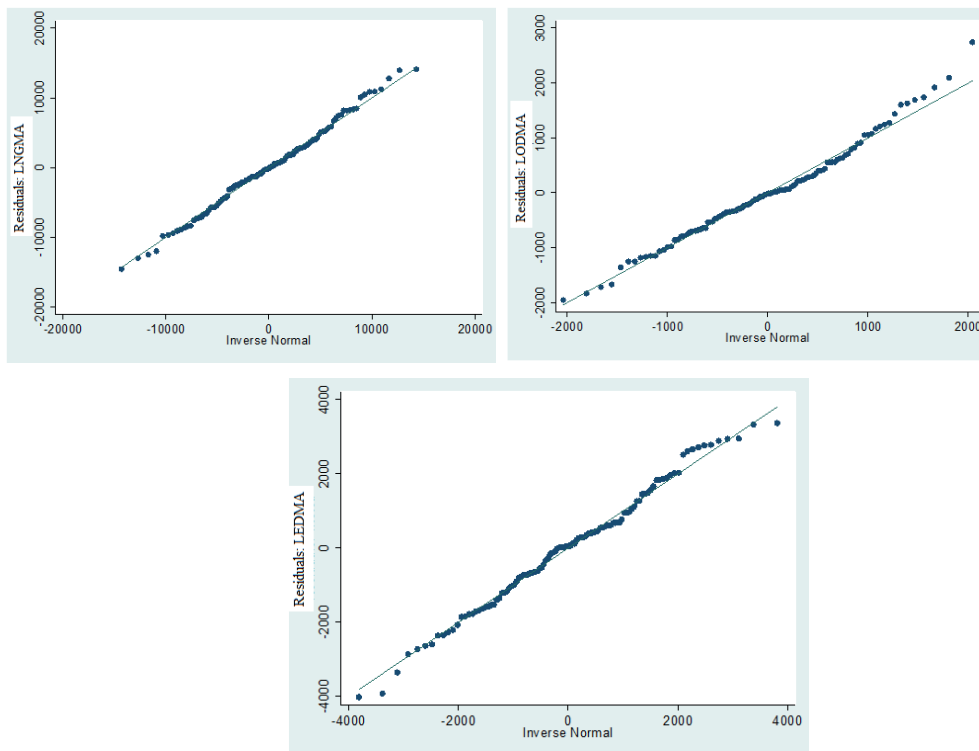 Residuals: LNGMA
20000
10000
0
-10000
-20000
-20000 -10000 0 10000 20000
Inverse Normal
Residuals: LODMA
3000
2000
1000
0
-1000
-2000
-2000 -1000 0 1000 2000
Inverse Normal
Residuals: LEDMA
4000
2000
0
-2000
-4000
-4000 -2000 0 2000 4000
Inverse Normal